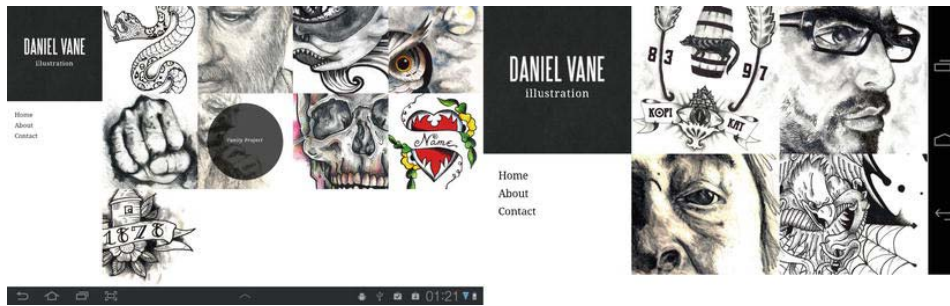 DANIEL VANE
illustration
Home
About
Contact
Family Project
Name
1878
01:21
DANIEL VANE
illustration
Home
About
Contact
83
97
KOPI
KAT